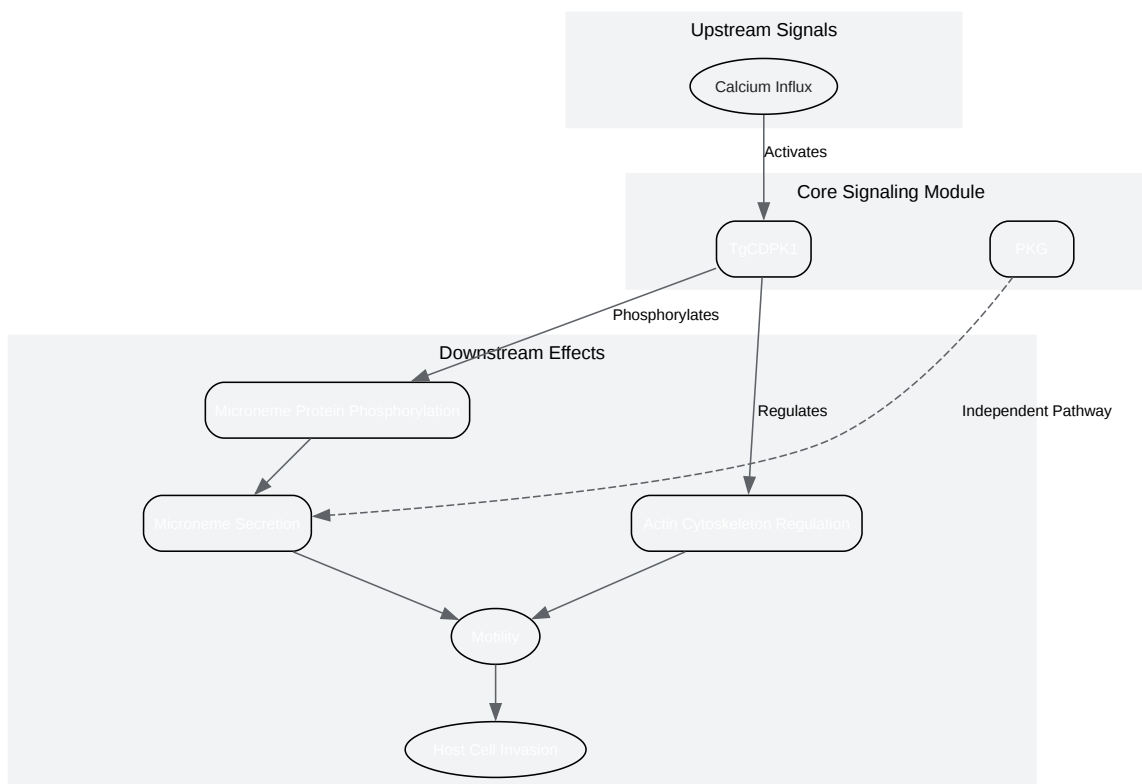 Upstream Signals
Calcium Influx
Activates
Core Signaling Module
TgCDPK1
PKG
Phosphorylates
Downstream Effects
Microneme Protein Phosphorylation
Regulates
Independent Pathway
Microneme Secretion
Actin Cytoskeleton Regulation
Motility
Host Cell Invasion